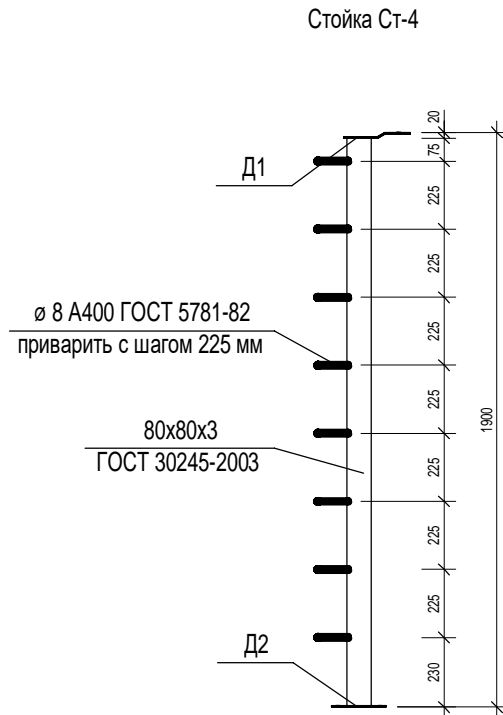 Стойка Ст-4
20
75
Д1
225
225
ø 8 А400 ГОСТ 5781-82
приварить с шагом 225 мм
225
225
1900
80х80х3
ГОСТ 30245-2003
225
225
225
Д2
230